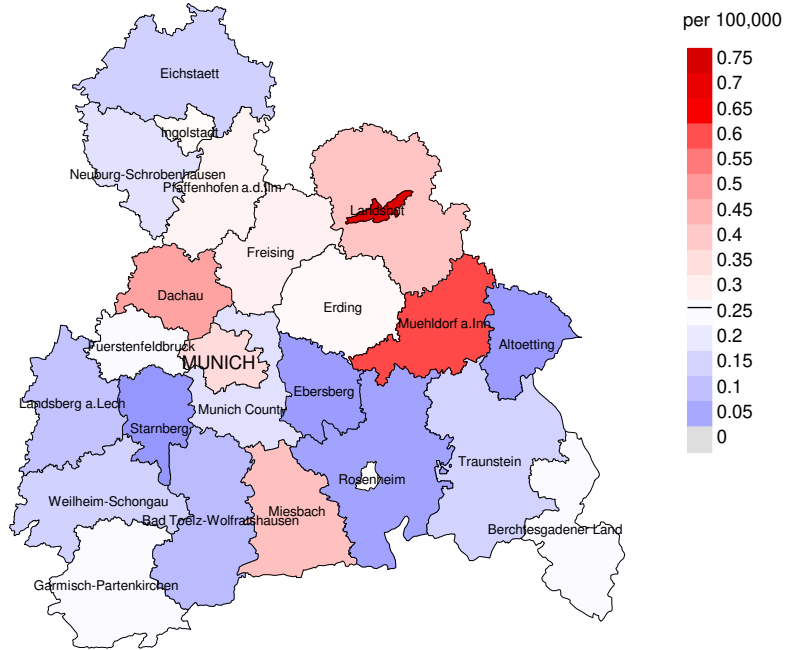 per 100,000
0.75
0.7
0.65
0.6
0.55
0.5
0.45
0.4
0.35
0.3
0.25
0.2
0.15
0.1
0.05
0
Eichstaett
Ingolstadt
Neuburg-Schrobenhausen
Pfaffenhofen a.d.Ilm
Landshut
Freising
Dachau
Erding
Muehldorf a.Inn
Altoetting
Fuerstenfeldbruck
MUNICH
Ebersberg
Landsberg a.Lech
Munich County
Starnberg
Traunstein
Rosenheim
Weilheim-Schongau
Miesbach
Bad Toelz-Wolfratshausen
Berchtesgadener Land
Garmisch-Partenkirchen